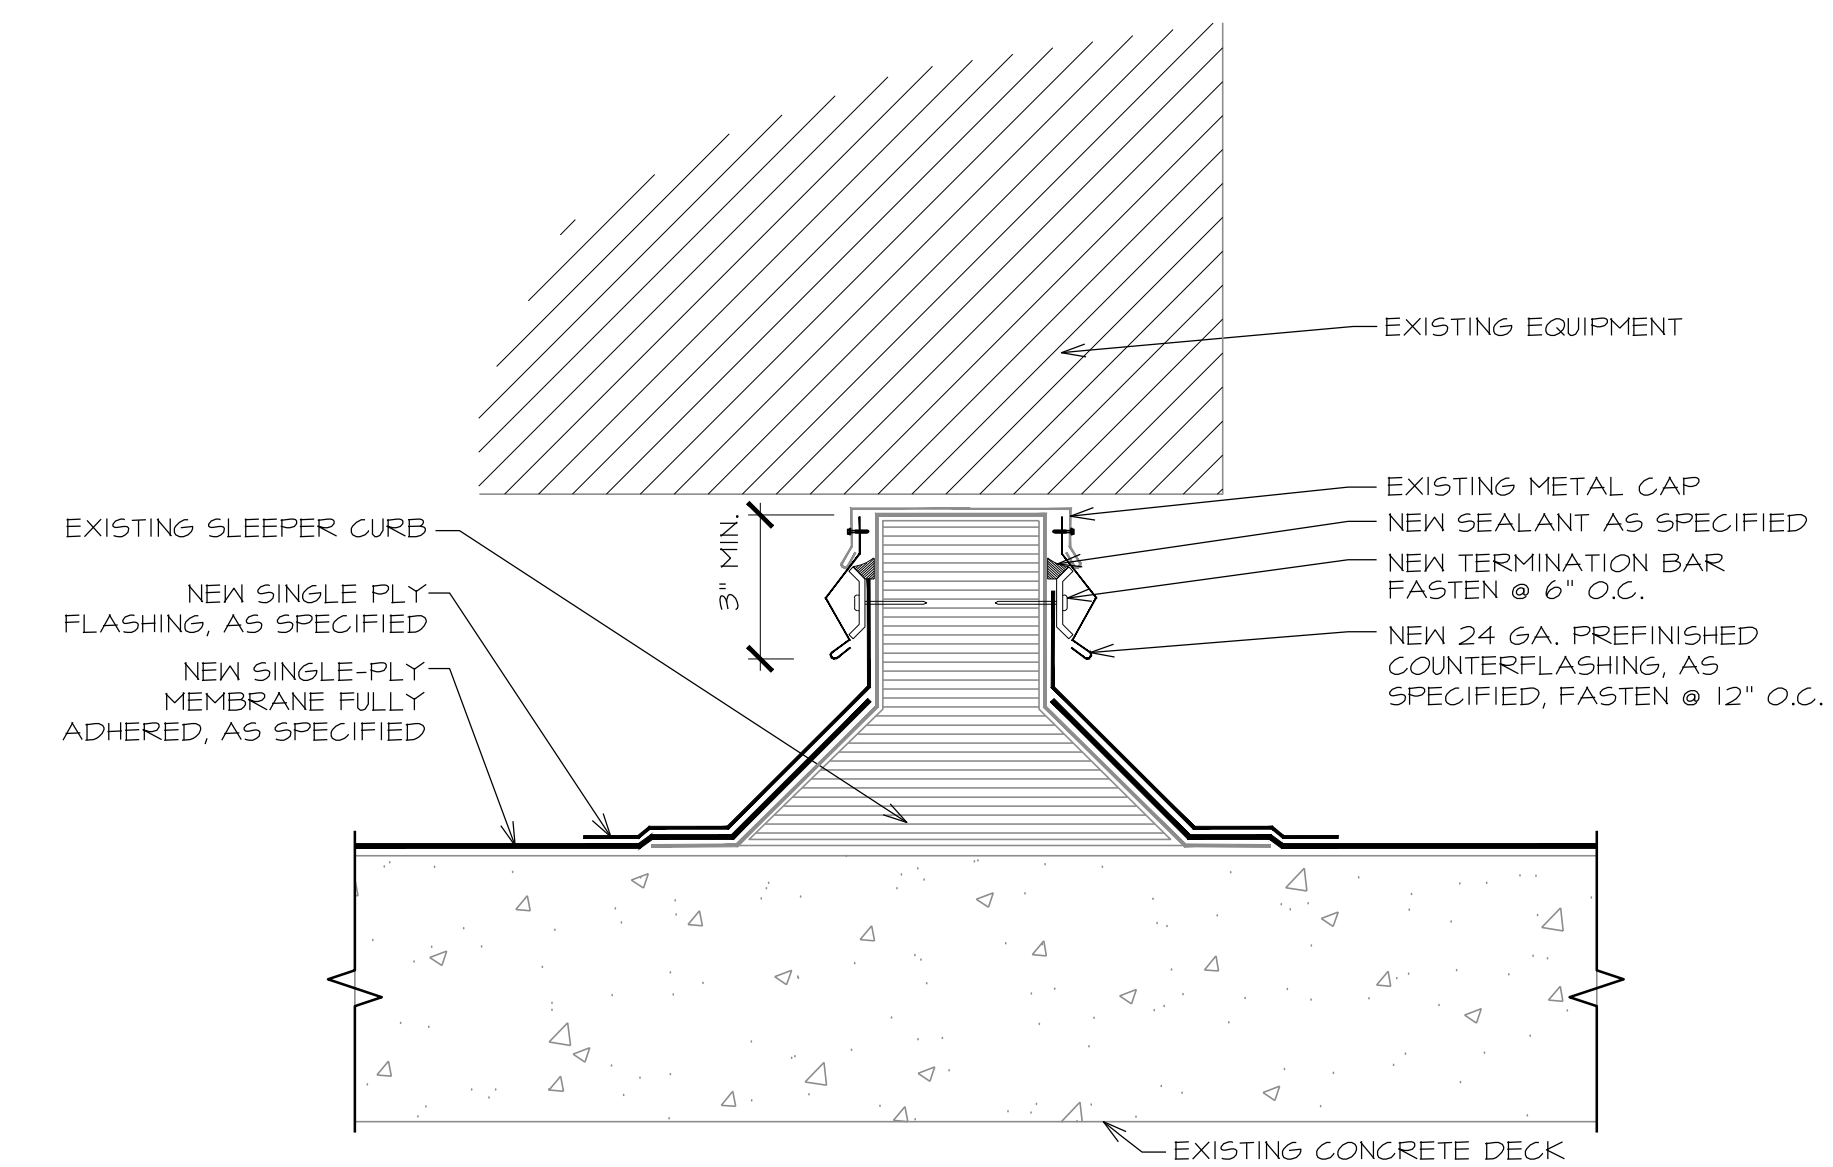 EXISTING EQUIPMENT
EXISTING METAL CAP
NEW SEALANT AS SPECIFIED
NEW TERMINATION BAR
FASTEN @ 6" O.C.
NEW 24 GA. PREFINISHED
COUNTERFLASHING, AS
SPECIFIED, FASTEN @ 12" O.C.
3" MIN.
EXISTING SLEEPER CURB
NEW SINGLE PLY
FLASHING, AS SPECIFIED
NEW SINGLE-PLY
MEMBRANE FULLY
ADHERED, AS SPECIFIED
EXISTING CONCRETE DECK